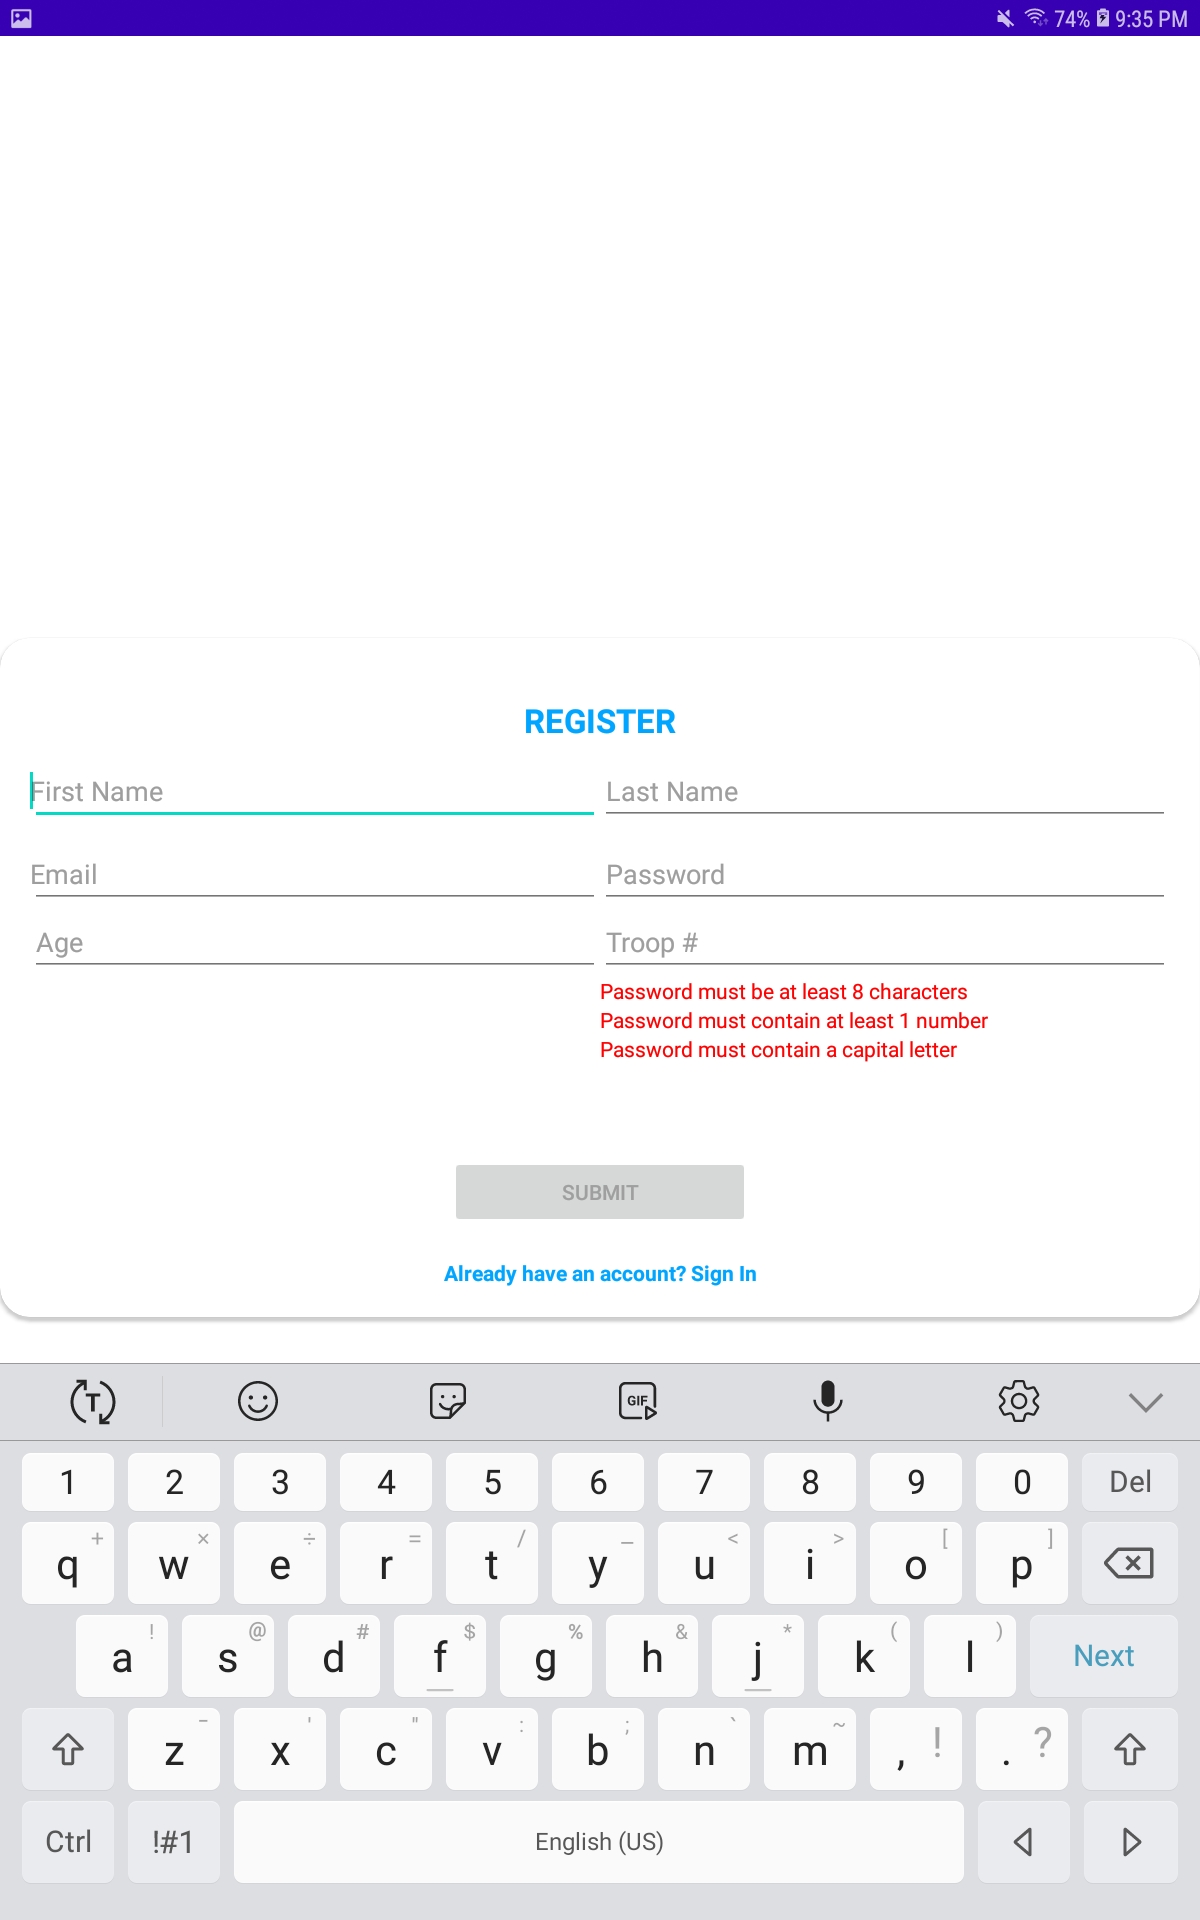 74% 9:35 PM
REGISTER
First Name Last Name
Email Password
Age Troop #
Password must be at least 8 characters
Password must contain at least 1 number
Password must contain a capital letter
SUBMIT
Already have an account? Sign In
T GIF
1 2 3 4 5 6 7 8 9 0 Del
q + w × e ÷ r = t / y _ u < i > o [ p ]
a ! s @ d # f $ g % h & j * k ( l ) Next
z - x ' c " v : b ; n ` m ~ , ! . ?
Ctrl !#1 English (US)